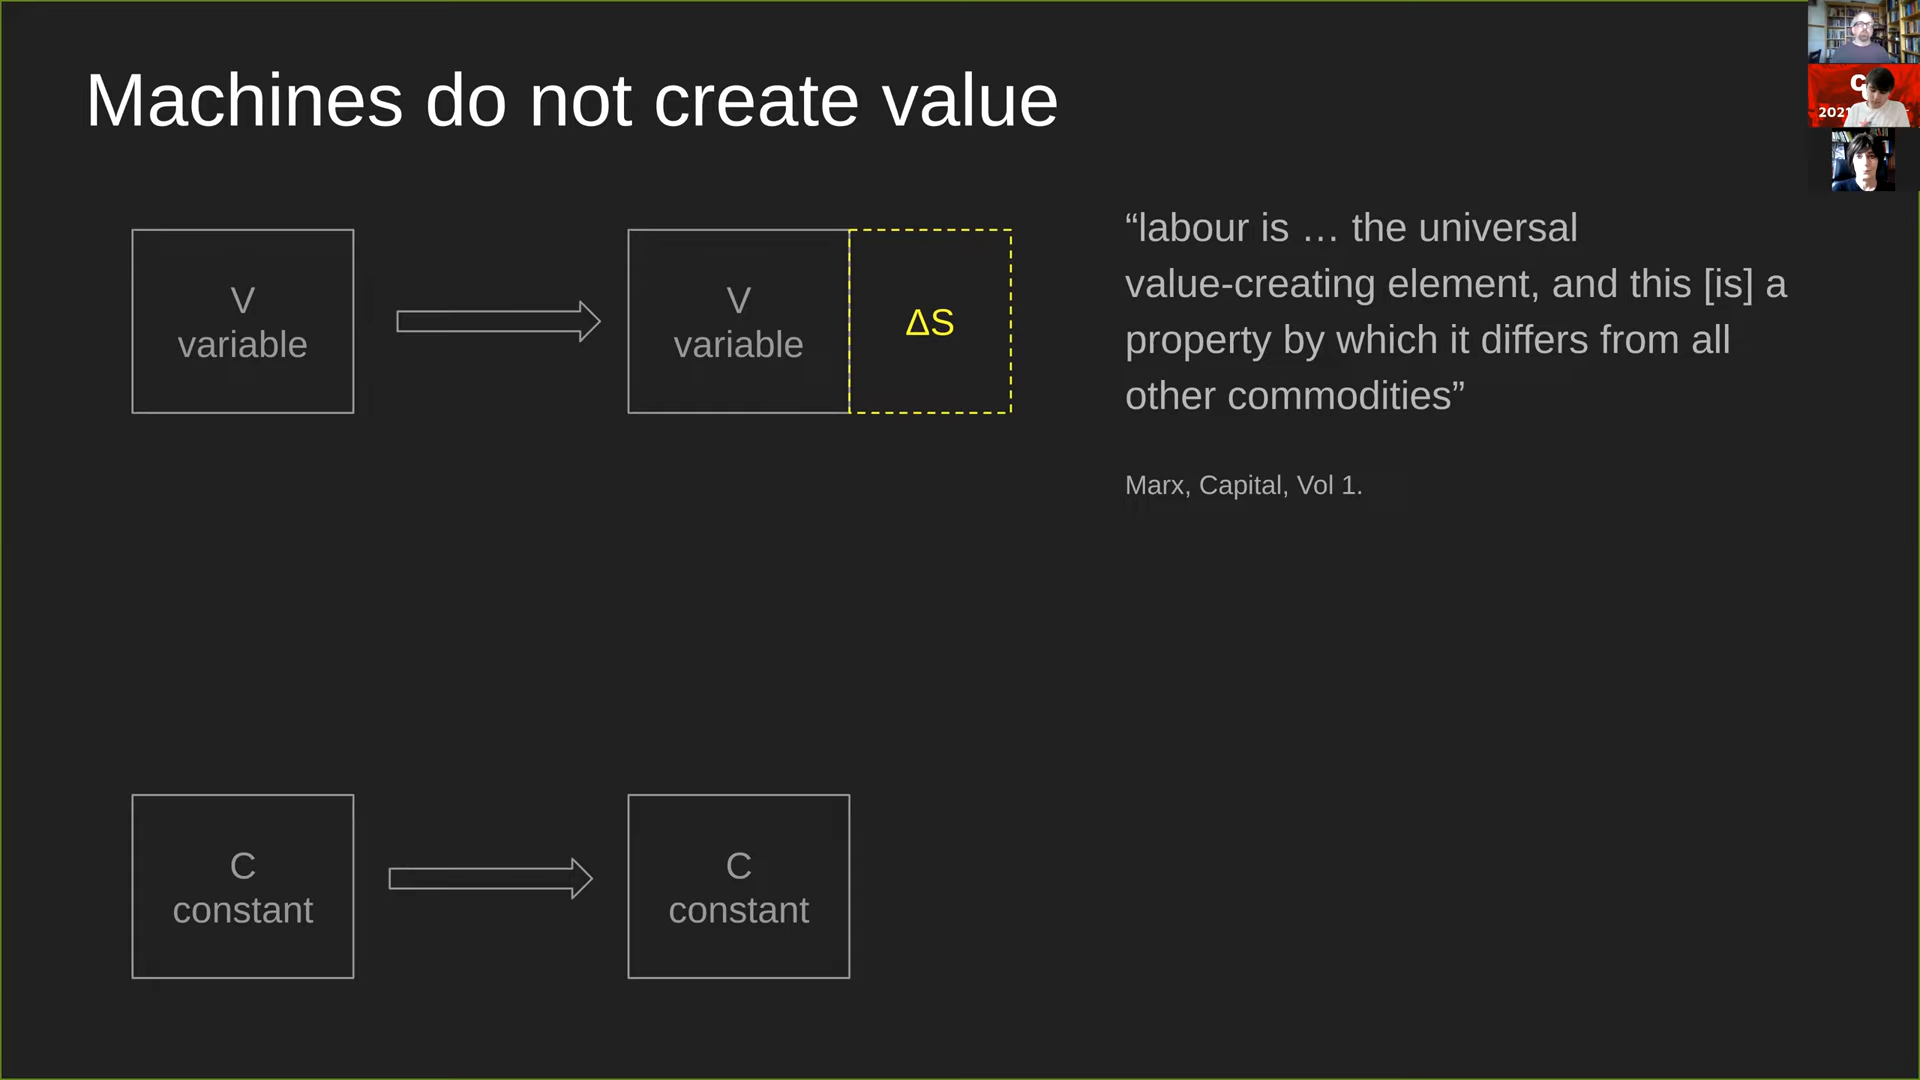 Machines do not create value
V
variable
V
variable
ΔS
“labour is … the universal
value-creating element, and this [is] a
property by which it differs from all
other commodities”
Marx, Capital, Vol 1.
C
constant
C
constant